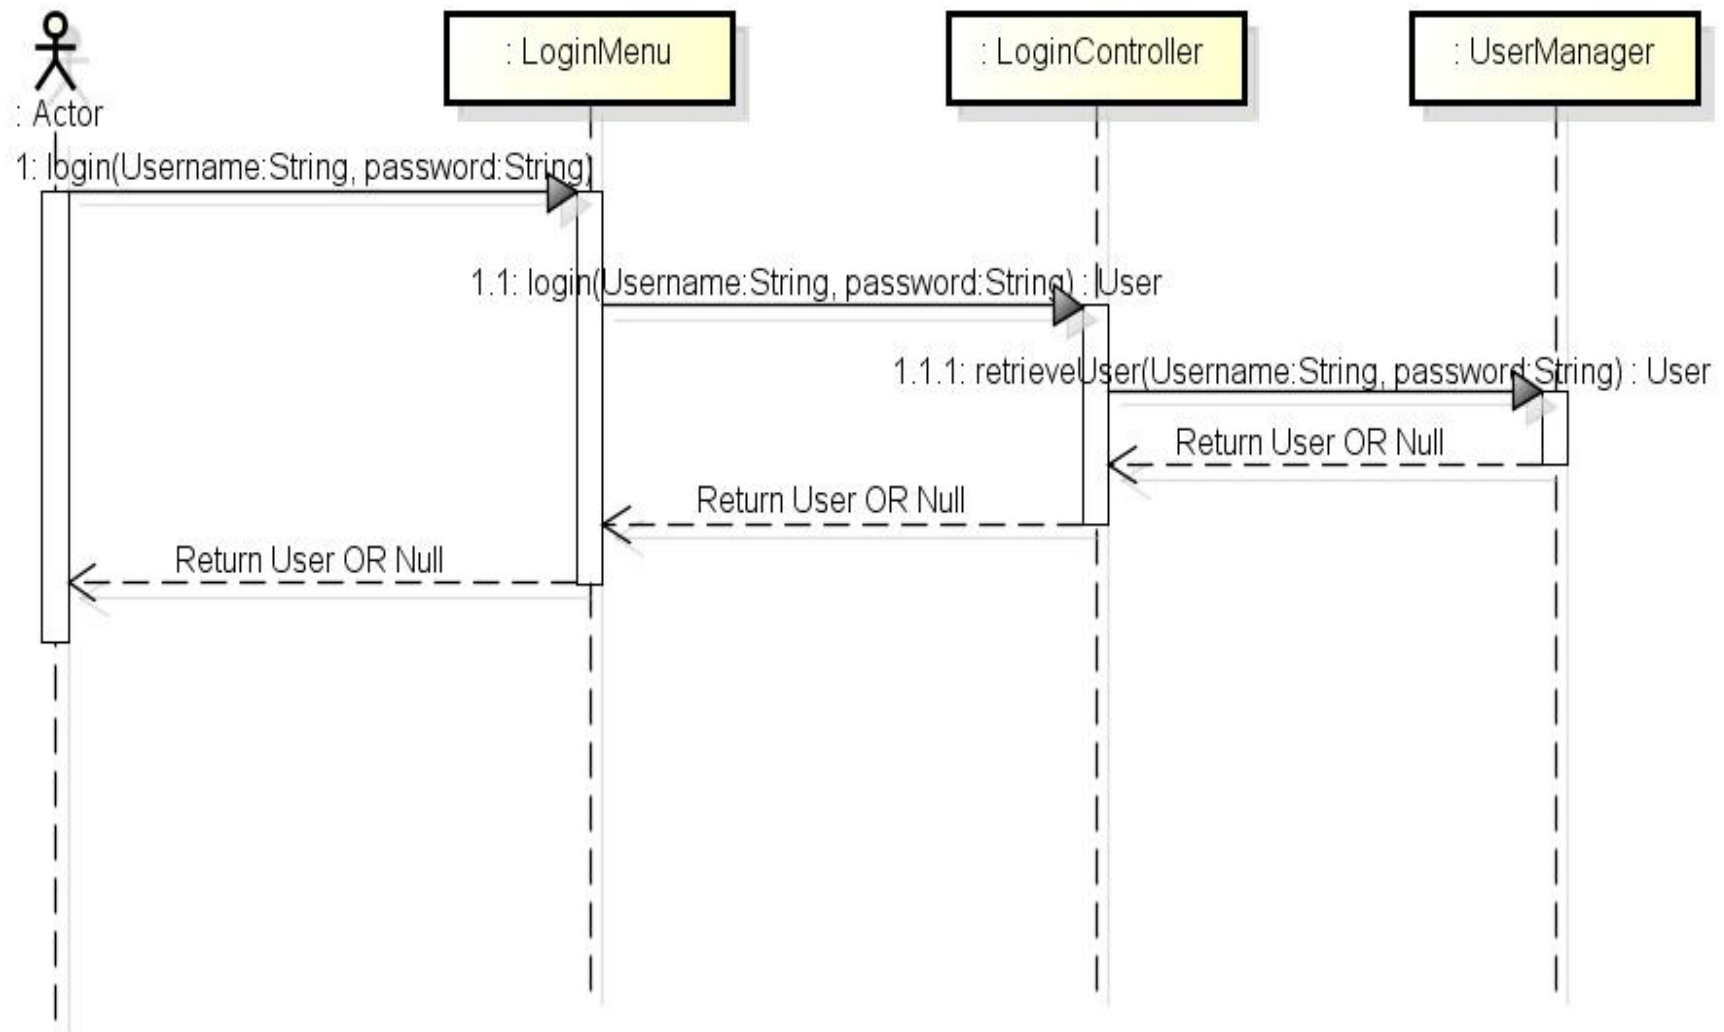 : LoginMenu
: LoginController
: UserManager
: Actor
1: login(Username:String, password:String)
1.1: login(Username:String, password:String) : User
1.1.1: retrieveUser(Username:String, password:String) : User
Return User OR Null
Return User OR Null
Return User OR Null